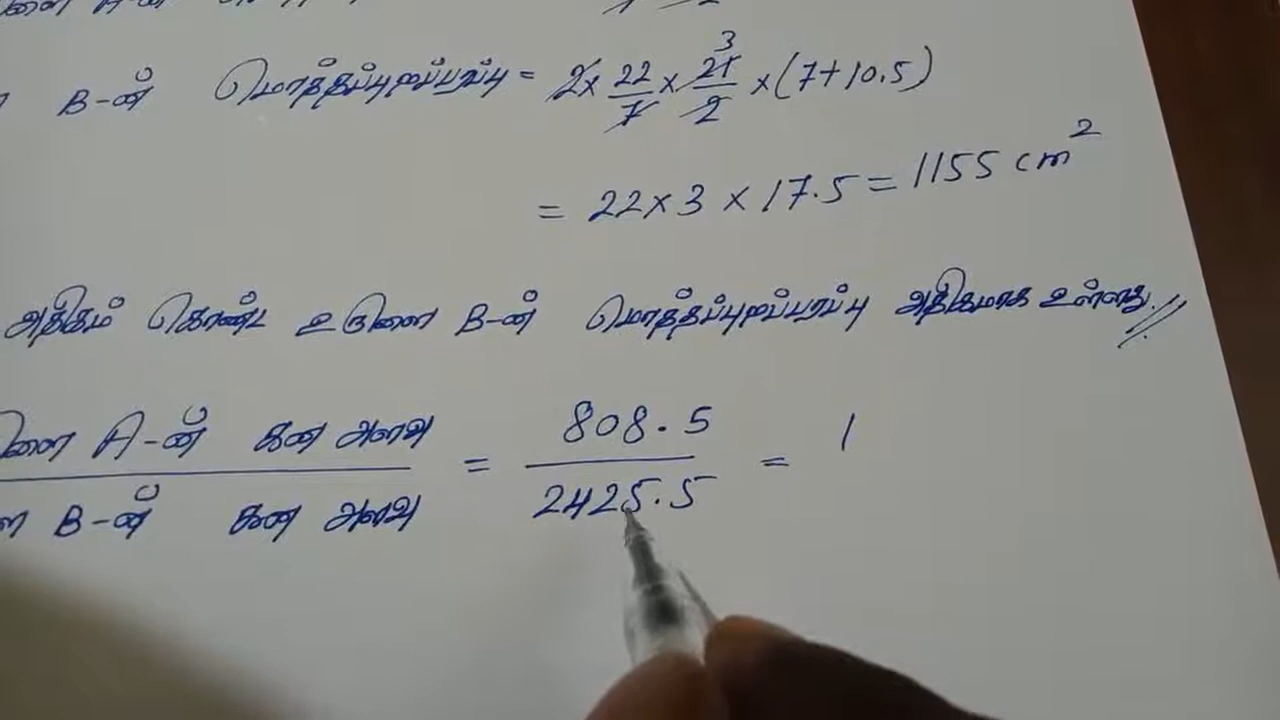 B-ன் மொத்தப்புறப்பரப்பு = 2 × 22/7 × 21/2 3 × (7+10.5)
= 22 × 3 × 17.5 = 1155 cm²
அதிகம் கொண்ட உருளை B-ன் மொத்தப்புறப்பரப்பு அதிகமாக உள்ளது.//
A-ன் கன அளவு = 808.5 = 1
B-ன் கன அளவு 2425.5